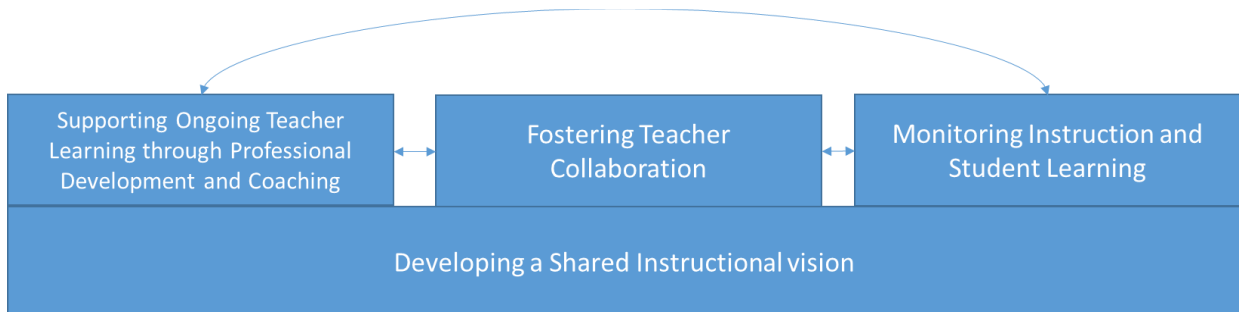 Supporting Ongoing Teacher
Learning through Professional
Development and Coaching
Fostering Teacher
Collaboration
Monitoring Instruction and
Student Learning
Developing a Shared Instructional vision